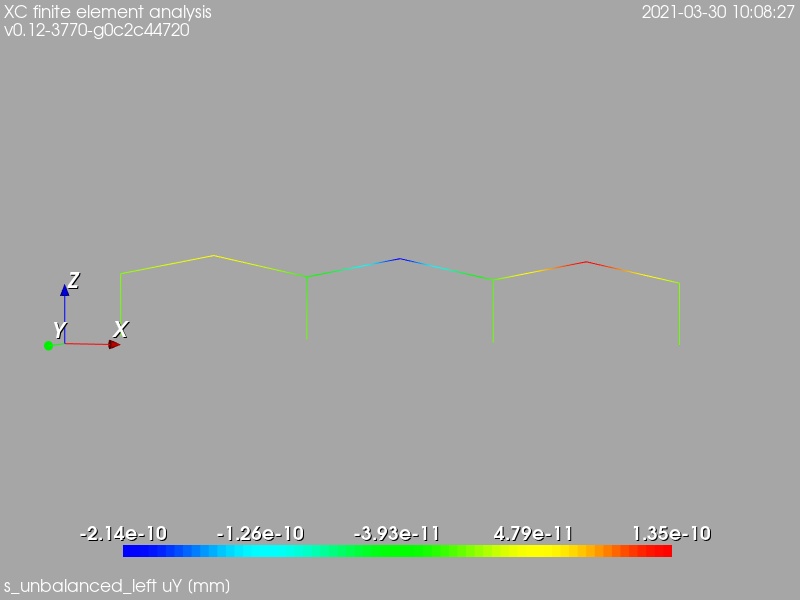 XC finite element analysis
2021-03-30 10:08:27
v0.12-3770-g0c2c44720
Z
Y
X
-2.14e-10 -1.26e-10 -3.93e-11 4.79e-11 1.35e-10
s_unbalanced_left uY [mm]